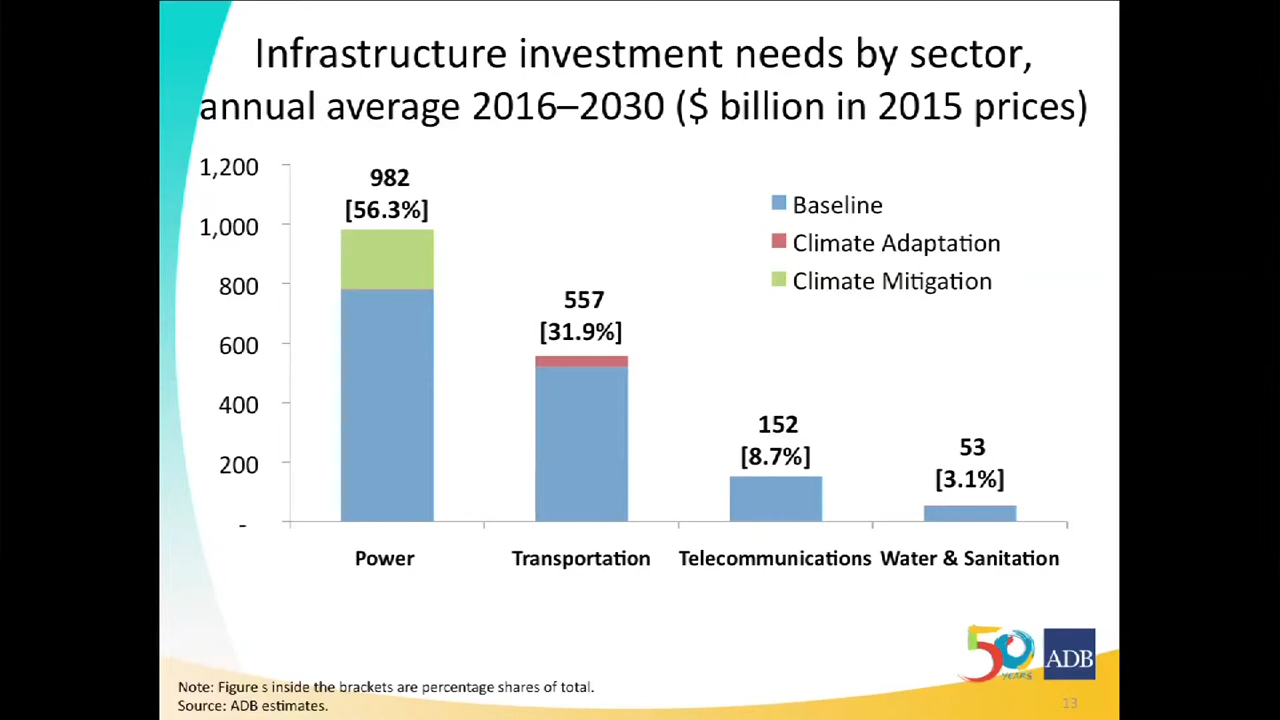 Infrastructure investment needs by sector,
annual average 2016–2030 ($ billion in 2015 prices)
1,200
1,000
800
600
400
200
-
982
[56.3%]
557
[31.9%]
152
[8.7%]
53
[3.1%]
Baseline
Climate Adaptation
Climate Mitigation
Power
Transportation
Telecommunications
Water & Sanitation
50
YEARS
ADB
Note: Figure s inside the brackets are percentage shares of total.
Source: ADB estimates.
13